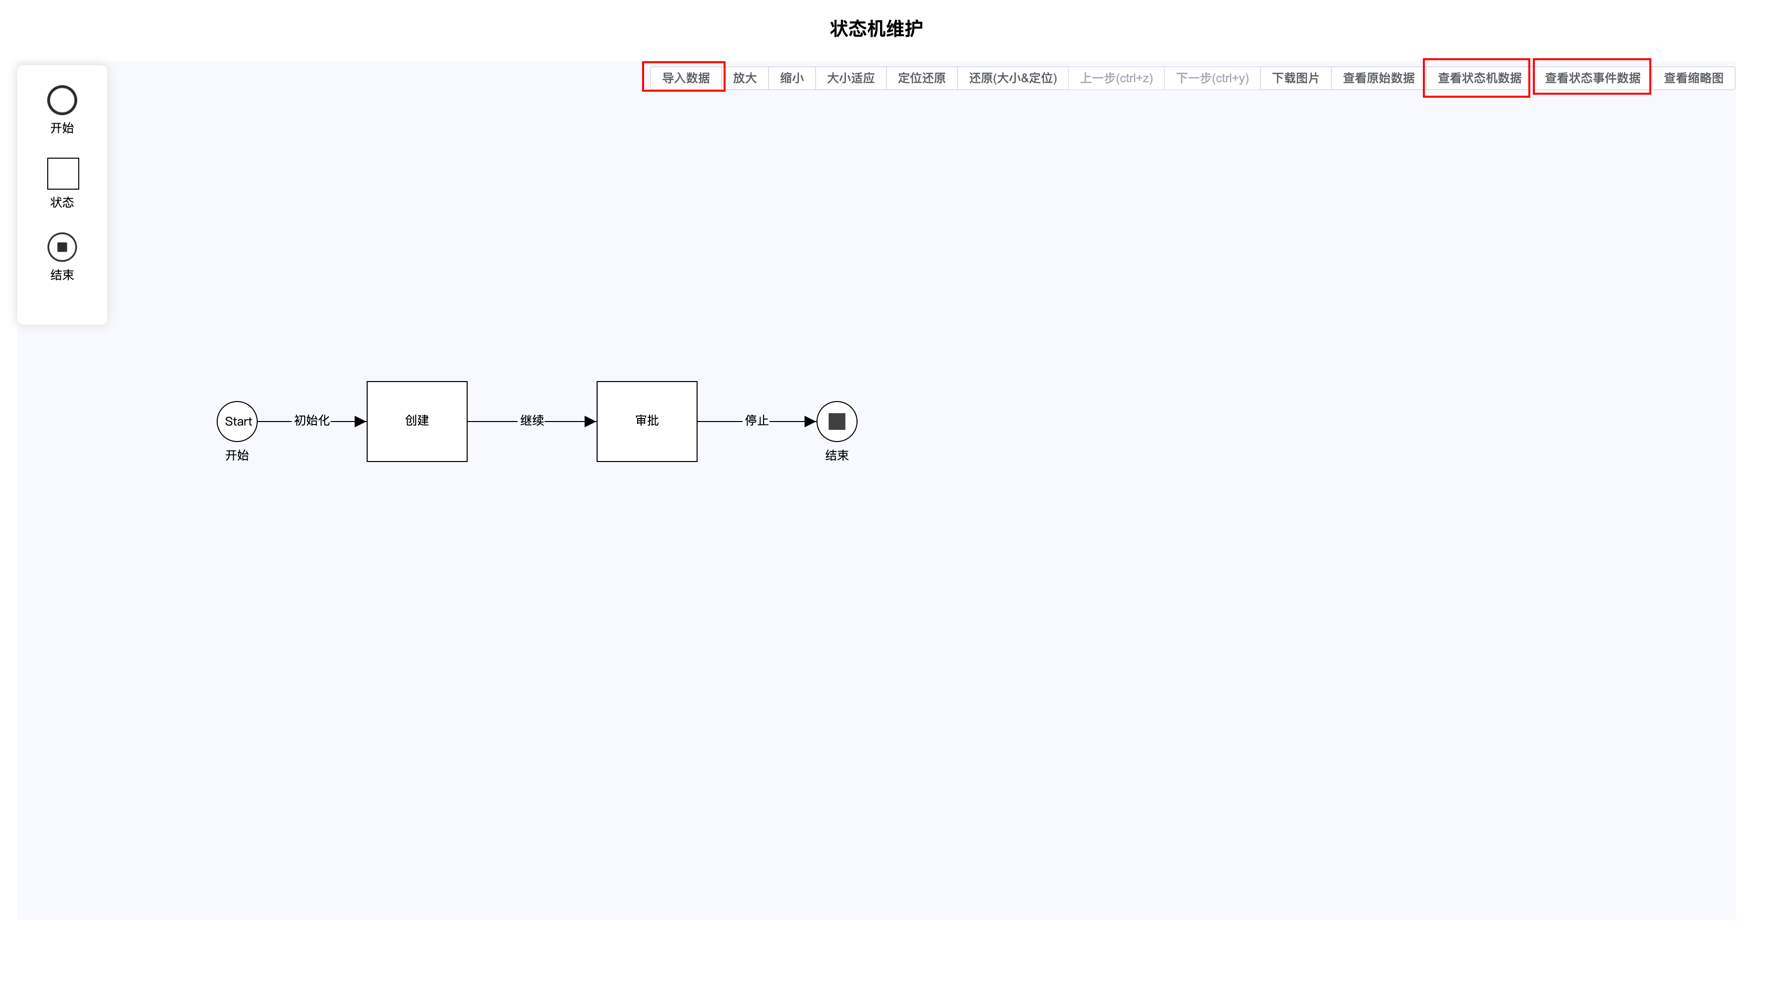 状态机维护
导入数据 放大 缩小 大小适应 定位还原 还原(大小&定位) 上一步(ctrl+z) 下一步(ctrl+y) 下载图片 查看原始数据 查看状态机数据 查看状态事件数据 查看缩略图
开始
状态
结束
Start 初始化 创建 继续 审批 停止
开始 结束